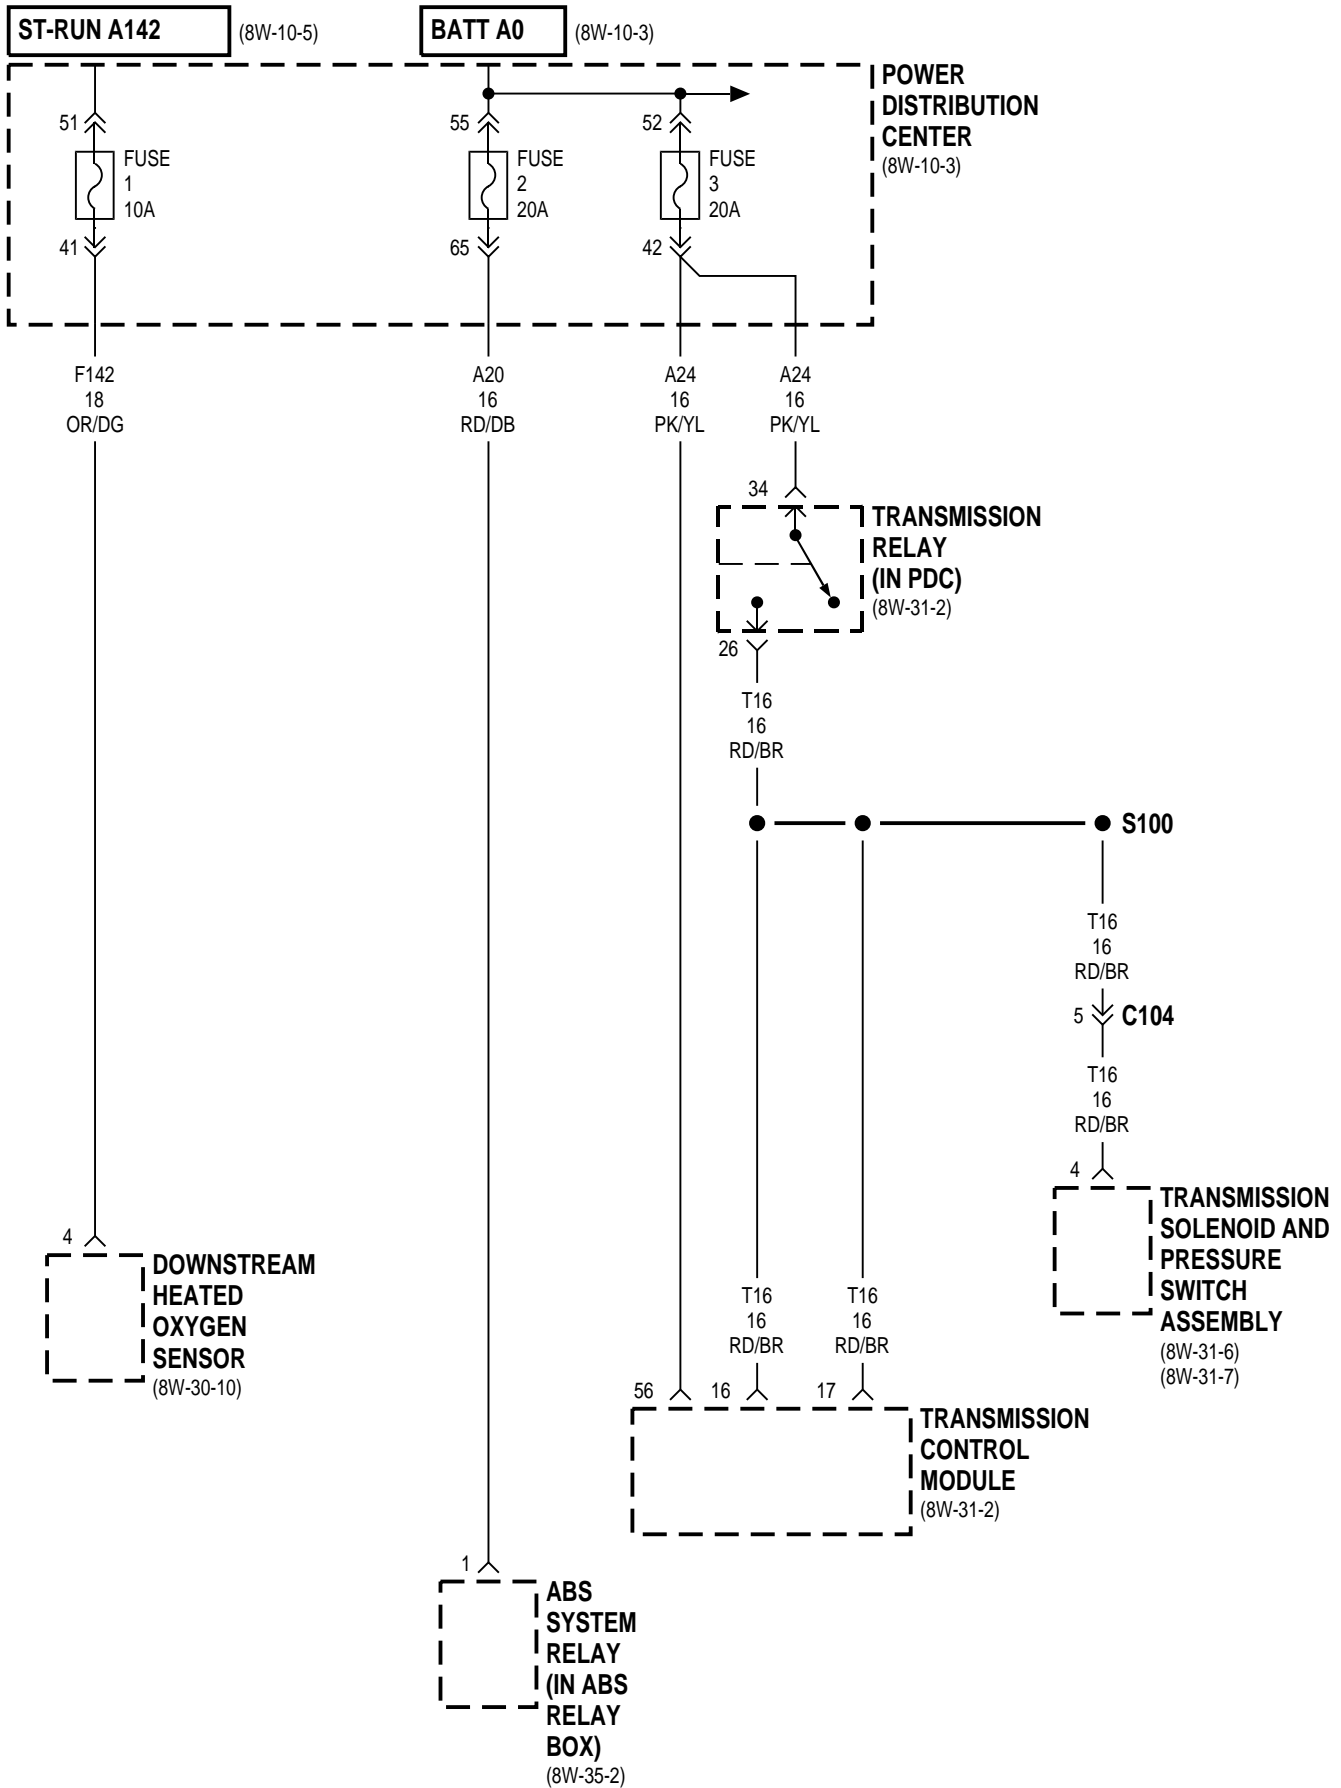 ST-RUN A142 (8W-10-5) BATT A0 (8W-10-3)
POWER
DISTRIBUTION
CENTER
(8W-10-3)
51 55 52
FUSE FUSE FUSE
1 2 3
10A 20A 20A
41 65 42
F142 A20 A24 A24
18 16 16 16
OR/DG RD/DB PK/YL PK/YL
34
TRANSMISSION
RELAY
(IN PDC)
(8W-31-2)
26
T16
16
RD/BR
S100
T16
16
RD/BR
5 C104
T16
16
RD/BR
4
TRANSMISSION
SOLENOID AND
PRESSURE
SWITCH
ASSEMBLY
(8W-31-6)
(8W-31-7)
4
DOWNSTREAM
HEATED
OXYGEN
SENSOR
(8W-30-10)
T16 T16
16 16
RD/BR RD/BR
56 16 17
TRANSMISSION
CONTROL
MODULE
(8W-31-2)
1
ABS
SYSTEM
RELAY
(IN ABS
RELAY
BOX)
(8W-35-2)